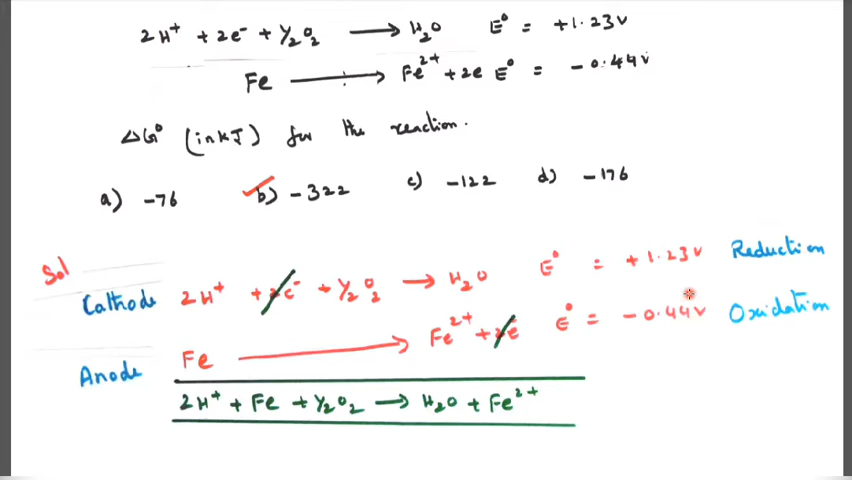 2H⁺ + 2e⁻ + 1/2O₂ ⟶ H₂O E° = +1.23V
Fe ⟶ Fe²⁺ + 2e E° = -0.44V
ΔG° (in kJ) for the reaction.
a) -76 b) -322 c) -122 d) -176
Sol
Cathode 2H⁺ + 2e⁻ + 1/2O₂ → H₂O E° = +1.23V Reduction
Anode Fe ⟶ Fe²⁺ + 2e⁻ E° = -0.44V Oxidation
2H⁺ + Fe + 1/2O₂ → H₂O + Fe²⁺